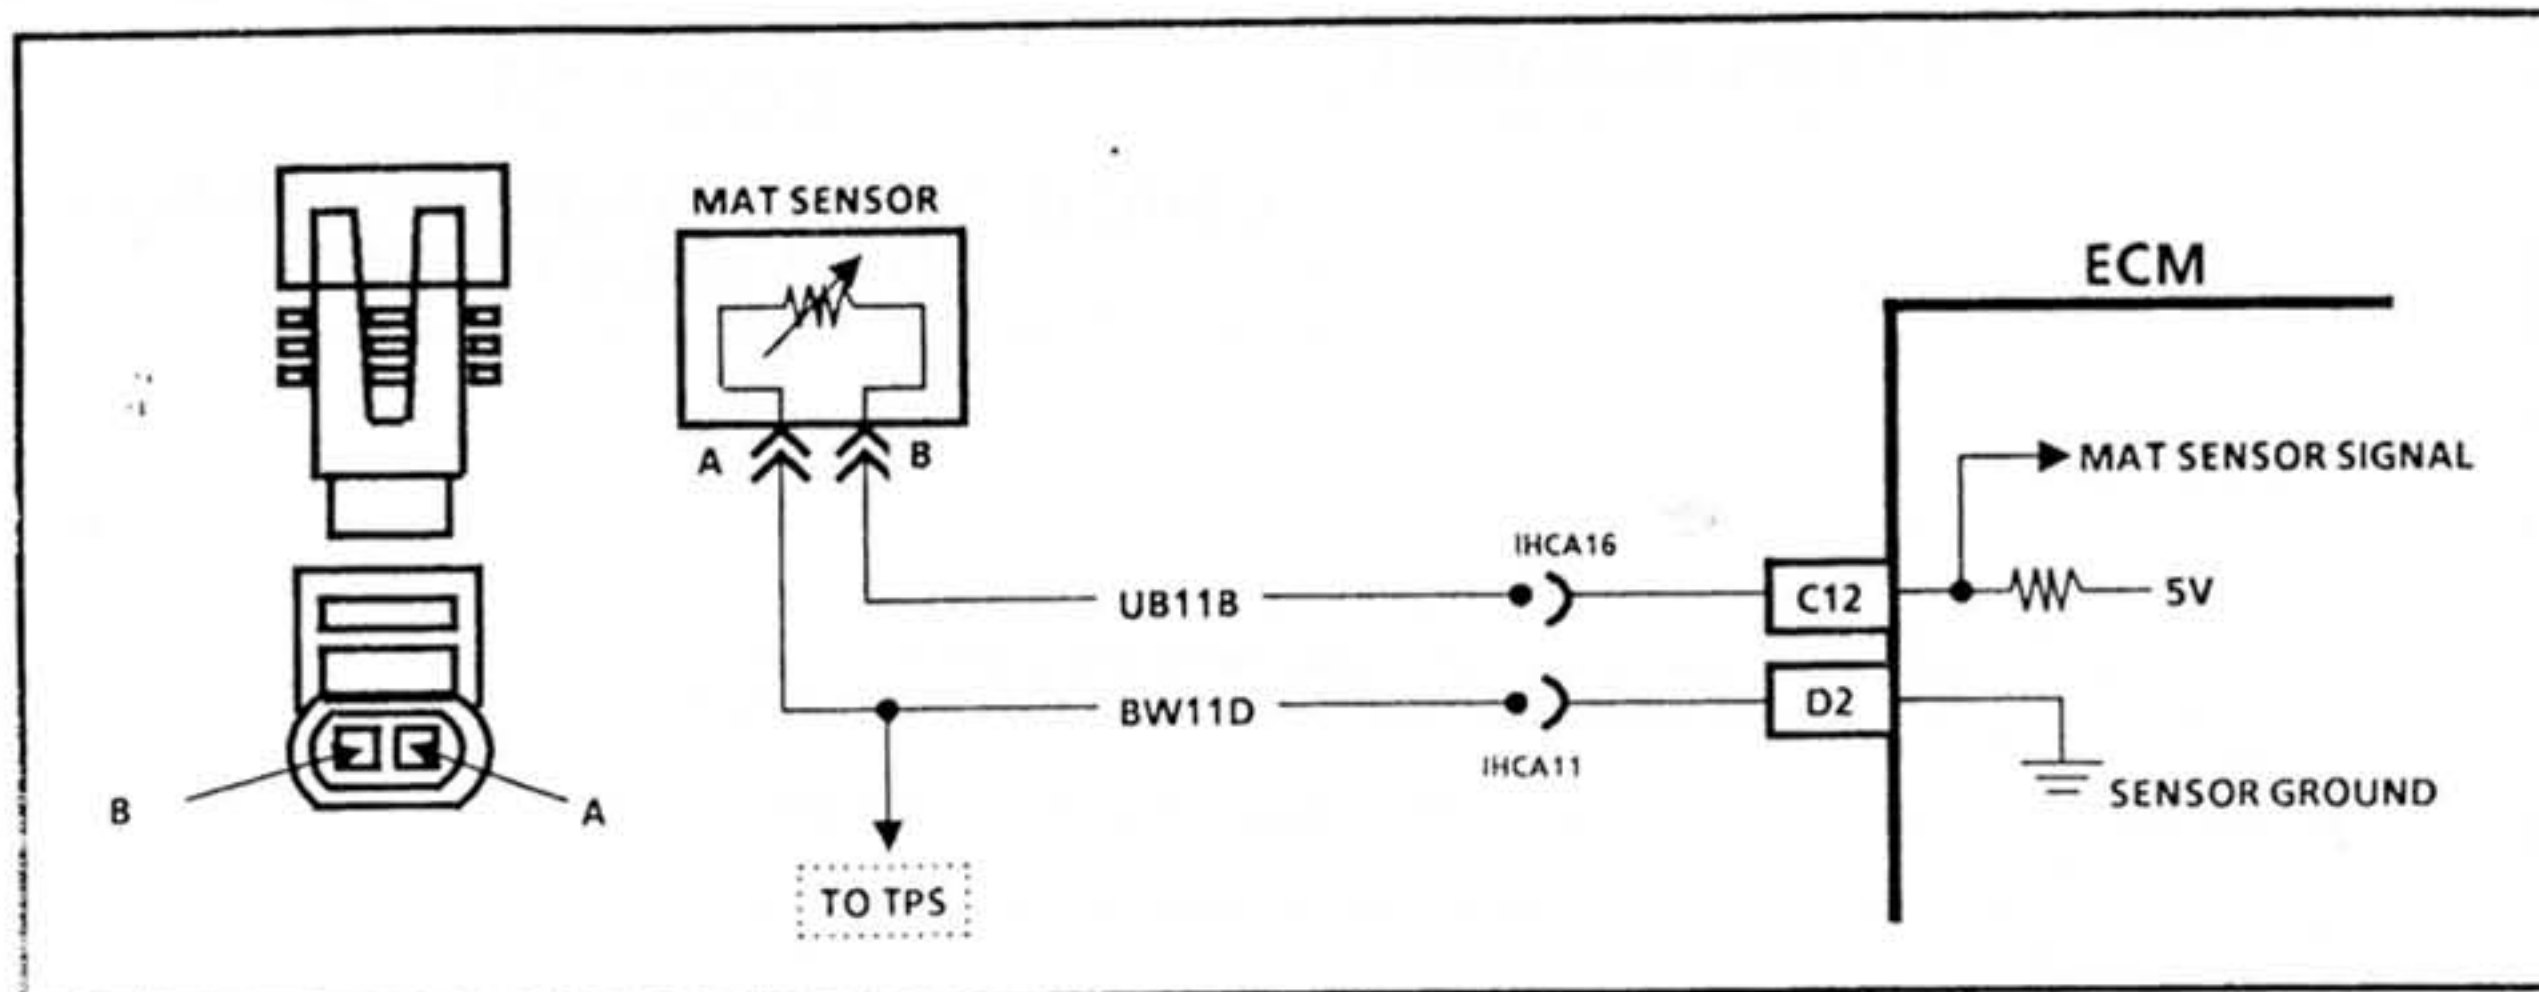 MAT SENSOR
ECM
A
B
MAT SENSOR SIGNAL
IHCA16
UB11B
C12
5V
BW11D
D2
IHCA11
SENSOR GROUND
B
A
TO TPS